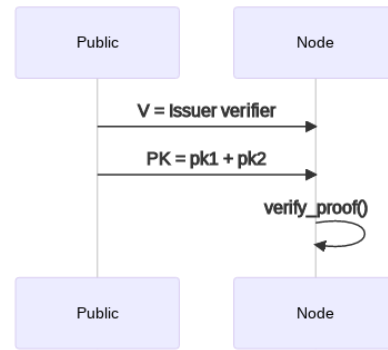 Public Node
V = Issuer verifier
PK = pk1 + pk2
verify_proof()
Public Node